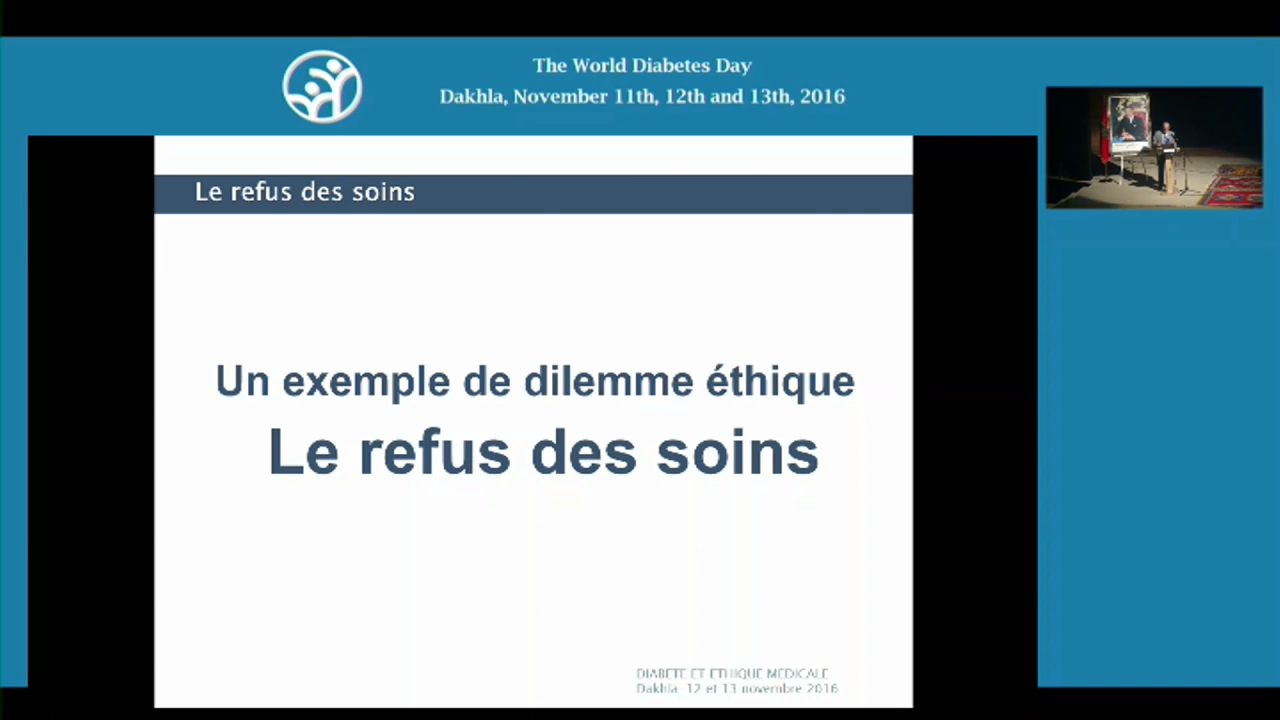 The World Diabetes Day
Dakhla, November 11th, 12th and 13th, 2016
Le refus des soins
Un exemple de dilemme éthique
Le refus des soins
DIABETE ET ETHIQUE MEDICALE
Dakhla 12 et 13 novembre 2016